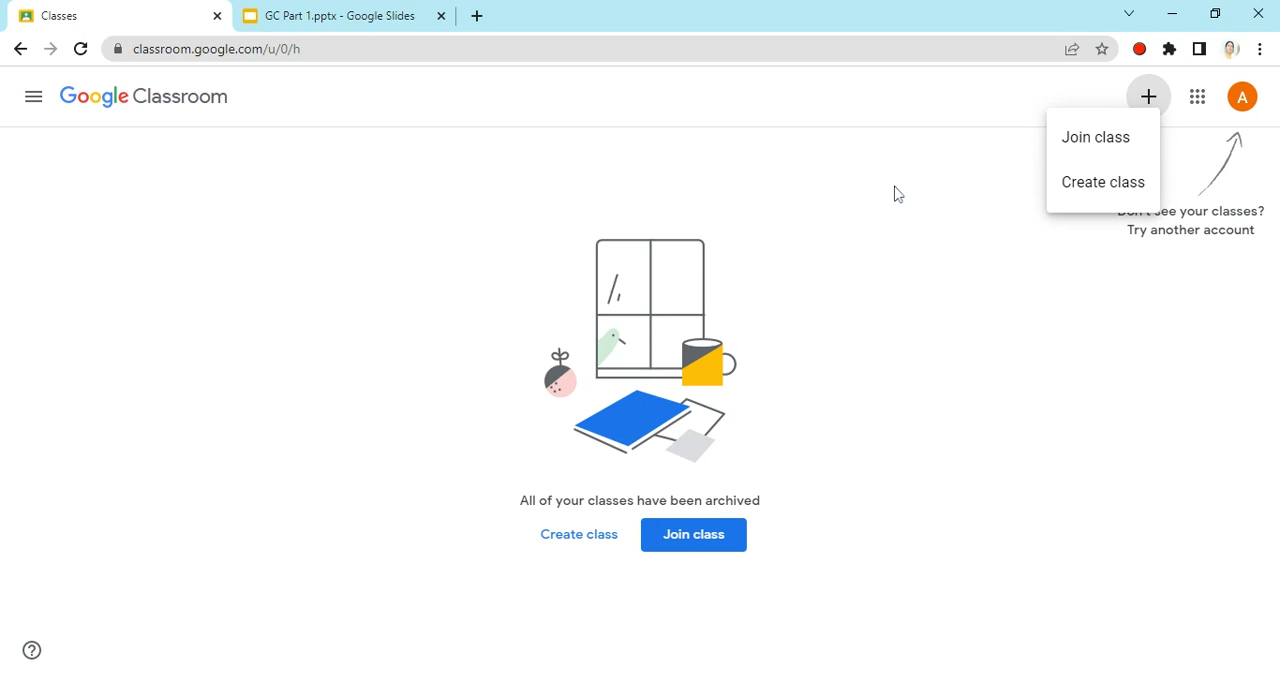 Classes
GC Part 1.pptx - Google Slides
classroom.google.com/u/0/h
Google Classroom
A
Join class
Create class
Don't see your classes?
Try another account
All of your classes have been archived
Create class
Join class